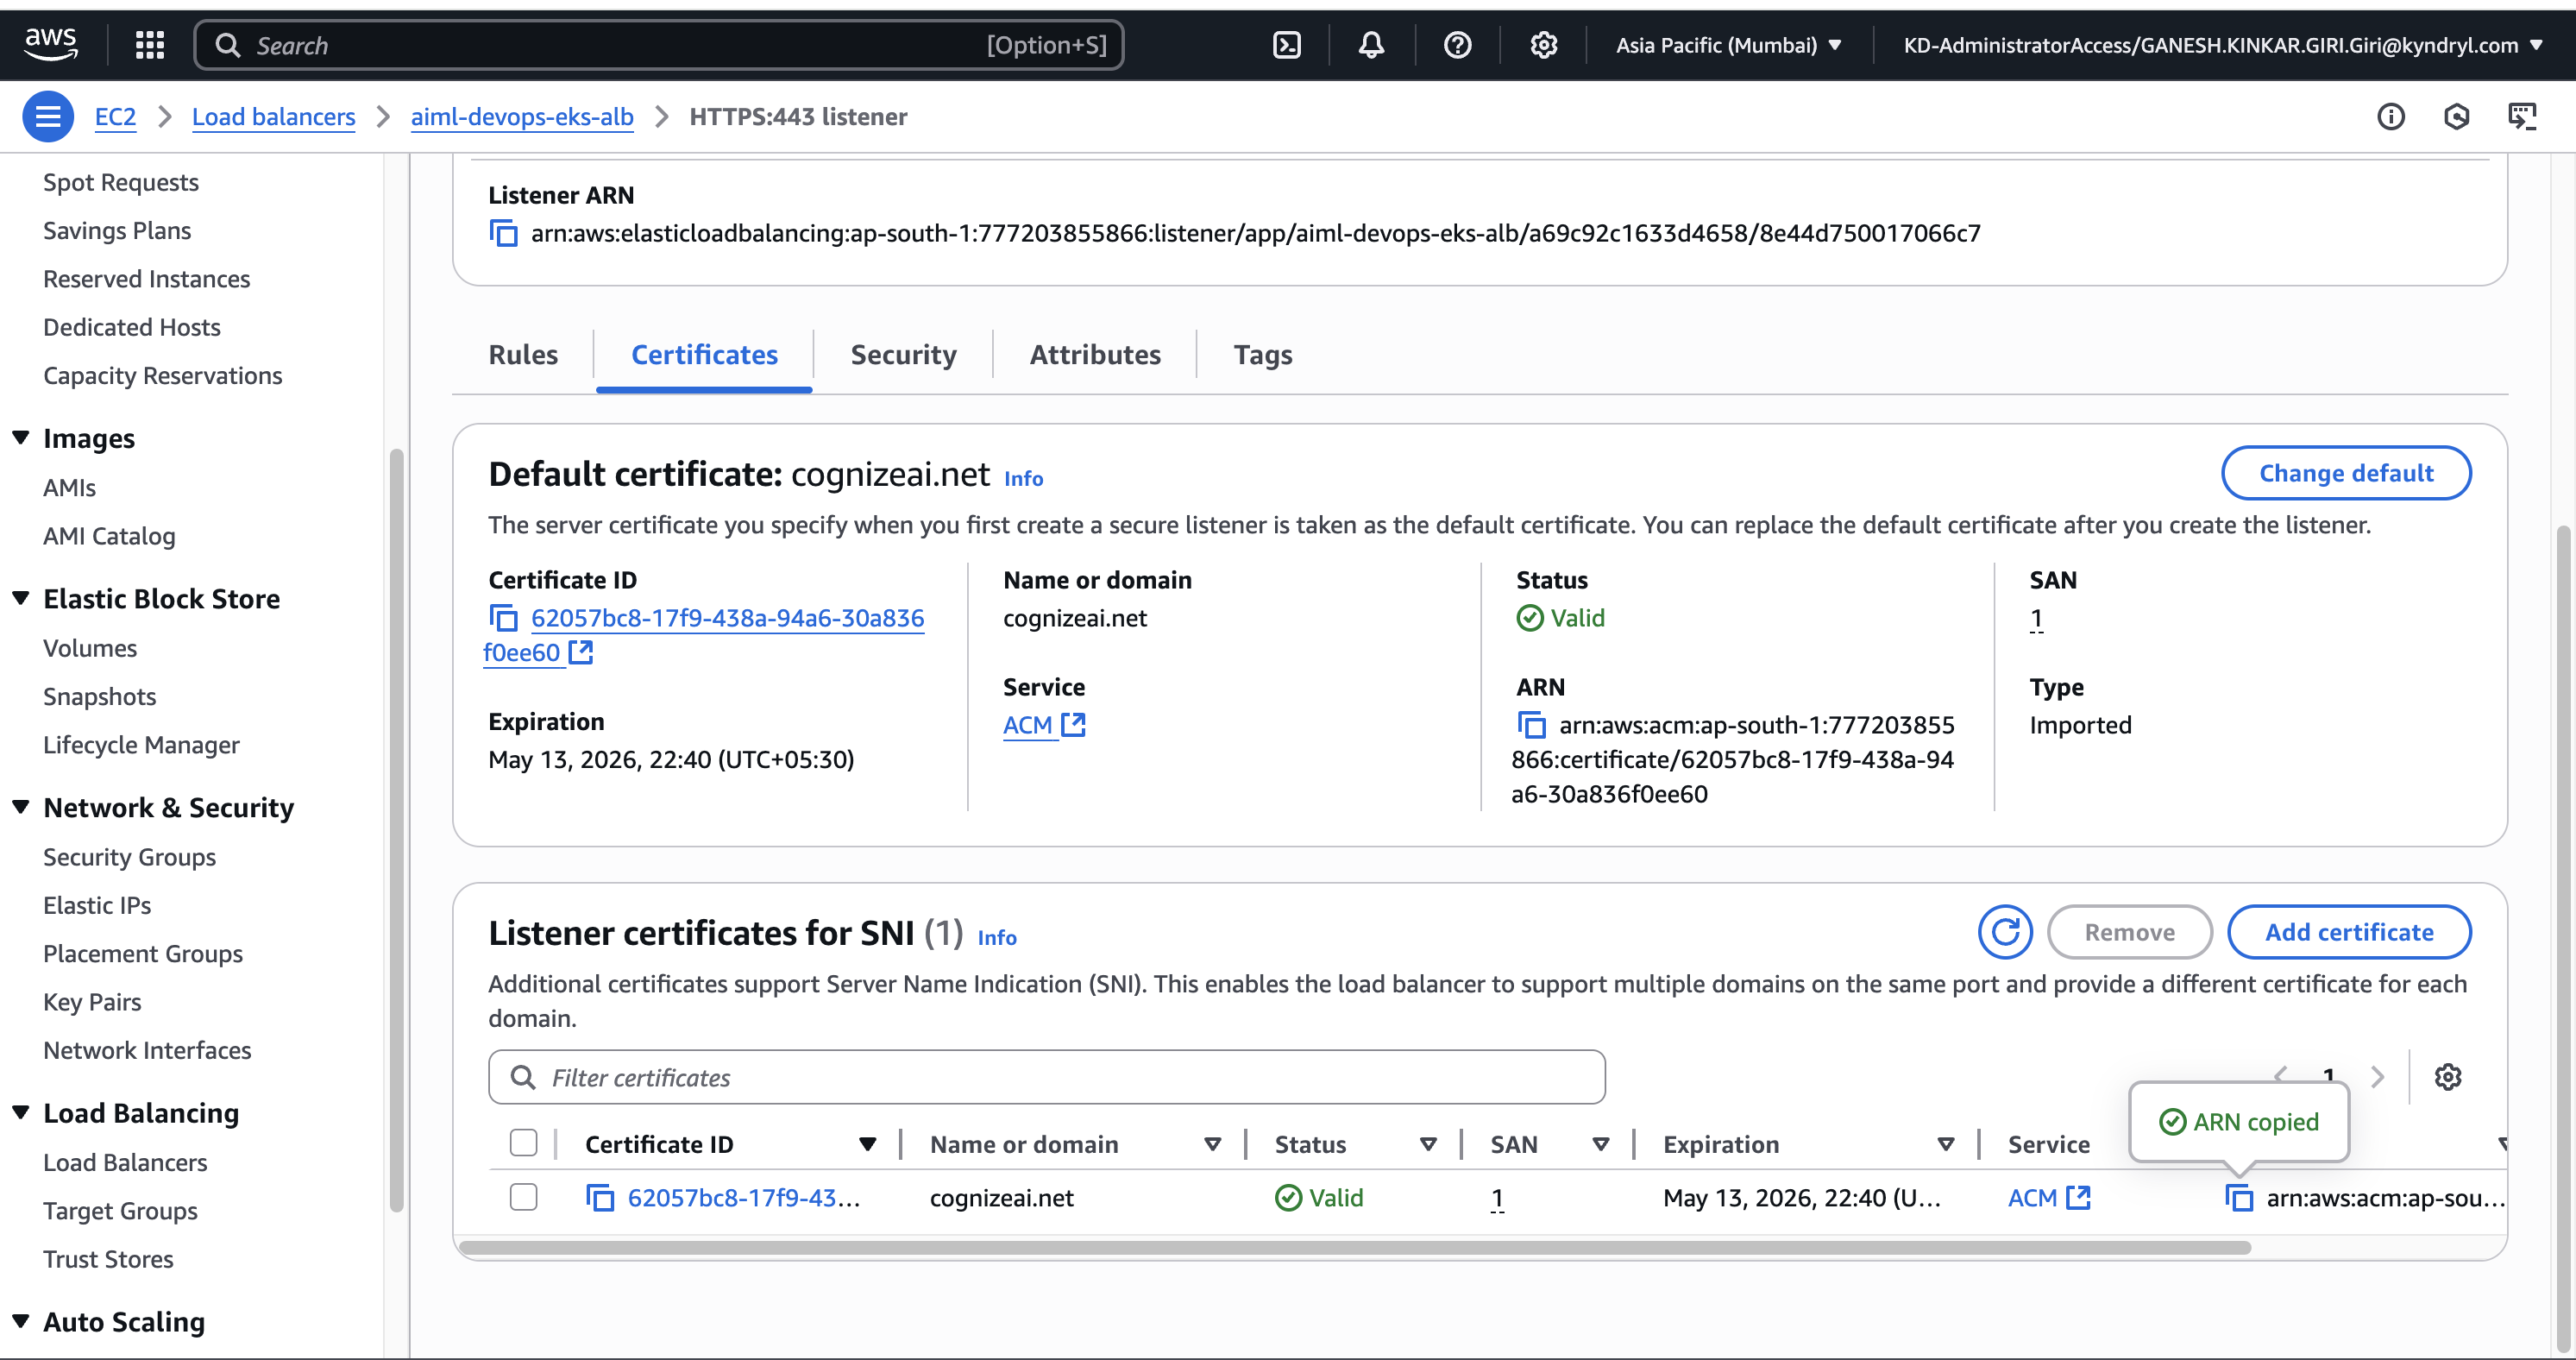 aws
Search
[Option+S]
Asia Pacific (Mumbai)
KD-AdministratorAccess/GANESH.KINKAR.GIRI.Giri@kyndryl.com
EC2
Load balancers
aiml-devops-eks-alb
HTTPS:443 listener
Spot Requests
Savings Plans
Reserved Instances
Dedicated Hosts
Capacity Reservations
Images
AMIs
AMI Catalog
Elastic Block Store
Volumes
Snapshots
Lifecycle Manager
Network & Security
Security Groups
Elastic IPs
Placement Groups
Key Pairs
Network Interfaces
Load Balancing
Load Balancers
Target Groups
Trust Stores
Auto Scaling
Listener ARN
arn:aws:elasticloadbalancing:ap-south-1:777203855866:listener/app/aiml-devops-eks-alb/a69c92c1633d4658/8e44d750017066c7
Rules
Certificates
Security
Attributes
Tags
Default certificate: cognizeai.net Info
Change default
The server certificate you specify when you first create a secure listener is taken as the default certificate. You can replace the default certificate after you create the listener.
Certificate ID
62057bc8-17f9-438a-94a6-30a836
f0ee60
Expiration
May 13, 2026, 22:40 (UTC+05:30)
Name or domain
cognizeai.net
Service
ACM
Status
Valid
ARN
arn:aws:acm:ap-south-1:777203855
866:certificate/62057bc8-17f9-438a-94
a6-30a836f0ee60
SAN
1
Type
Imported
Listener certificates for SNI (1) Info
Remove
Add certificate
Additional certificates support Server Name Indication (SNI). This enables the load balancer to support multiple domains on the same port and provide a different certificate for each
domain.
Filter certificates
1
ARN copied
Certificate ID
Name or domain
Status
SAN
Expiration
Service
62057bc8-17f9-43...
cognizeai.net
Valid
1
May 13, 2026, 22:40 (U...
ACM
arn:aws:acm:ap-sou...